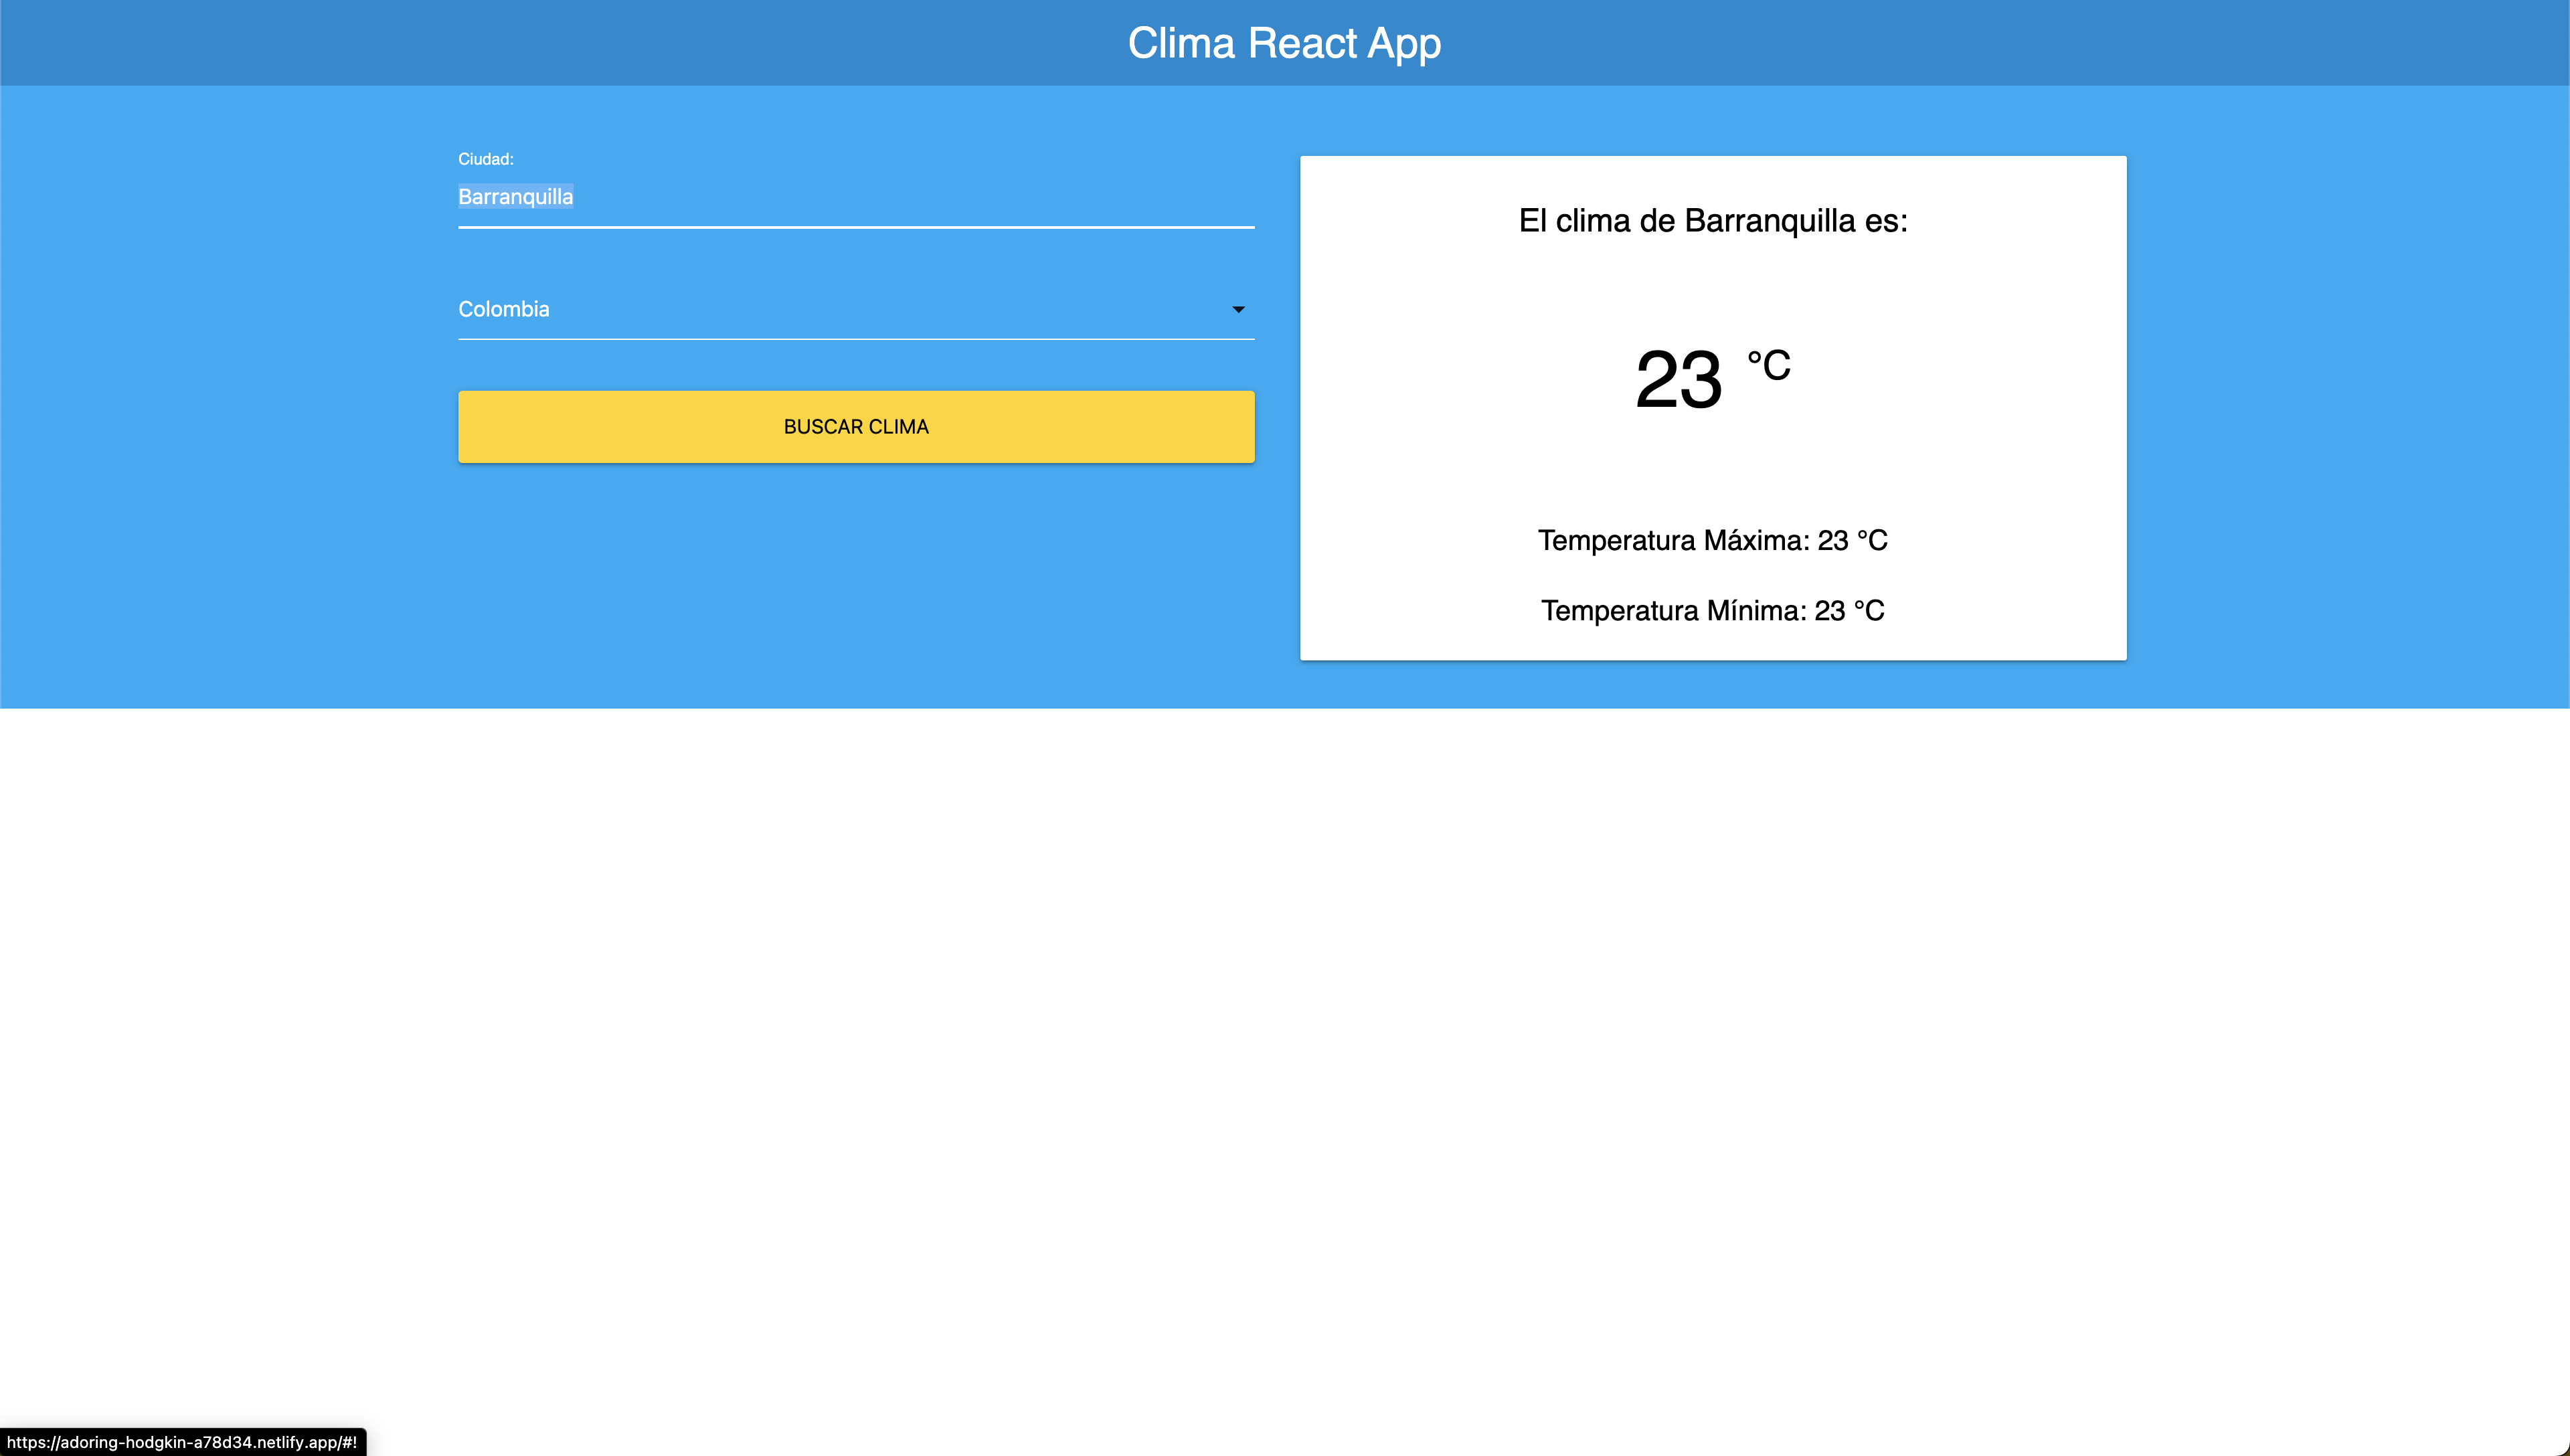 Clima React App
Ciudad:
Barranquilla
Colombia
BUSCAR CLIMA
El clima de Barranquilla es:
23 °C
Temperatura Máxima: 23 °C
Temperatura Mínima: 23 °C
https://adoring-hodgkin-a78d34.netlify.app/#!